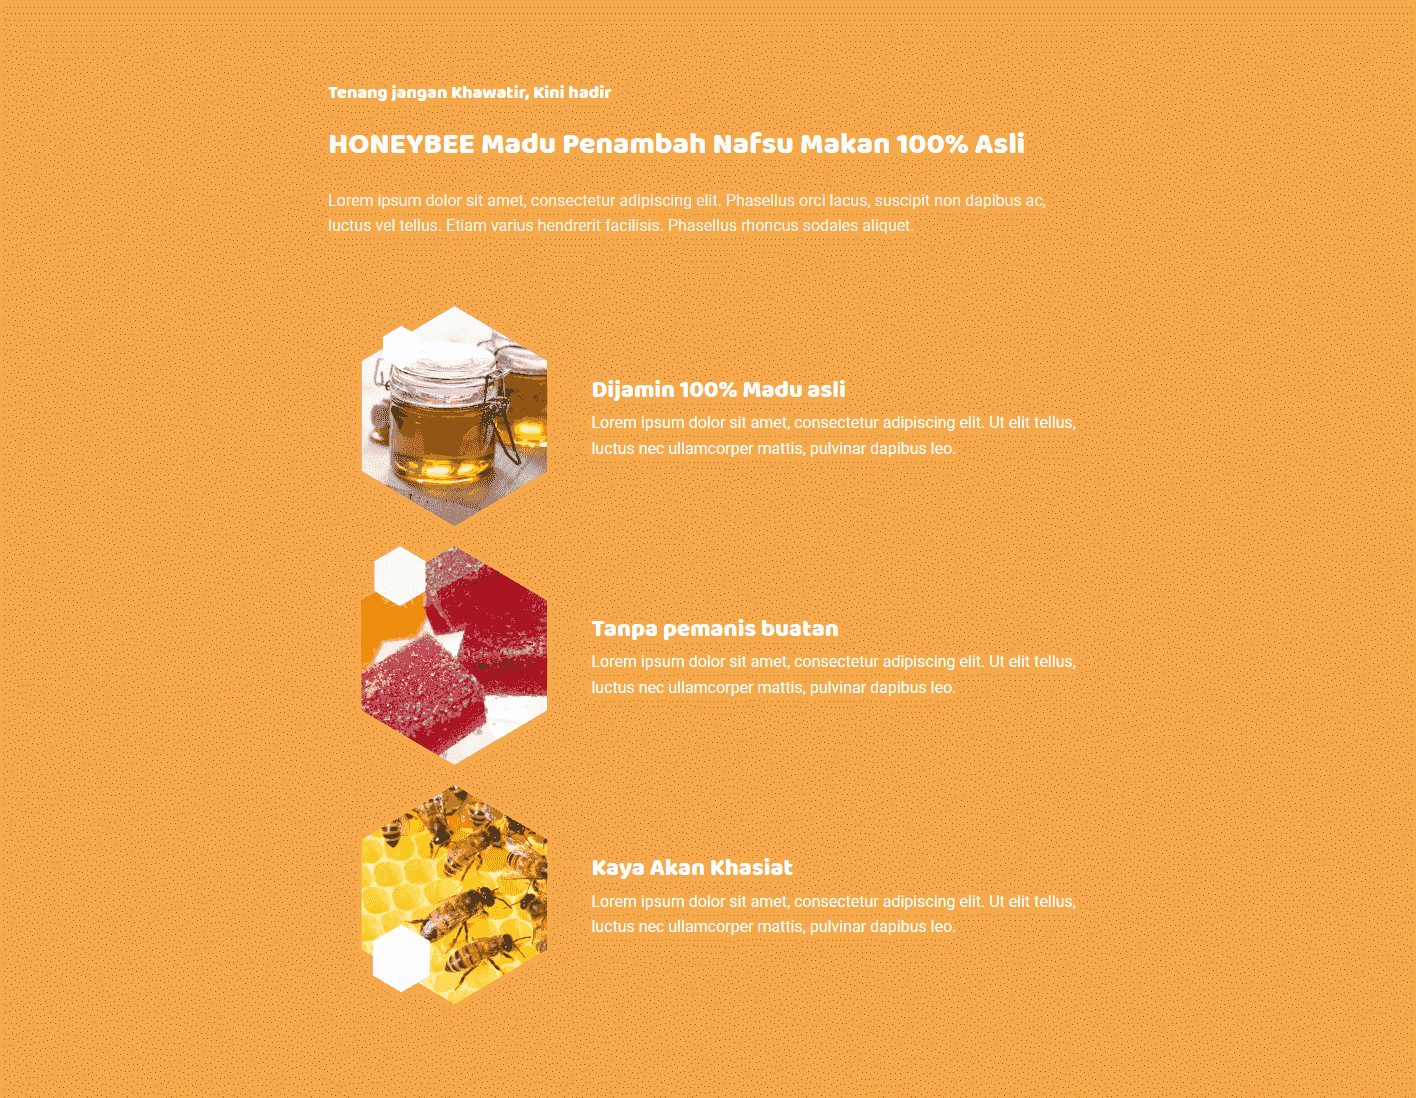 Tenang jangan Khawatir, Kini hadir
HONEYBEE Madu Penambah Nafsu Makan 100% Asli
Lorem ipsum dolor sit amet, consectetur adipiscing elit. Phasellus orci lacus, suscipit non dapibus ac,
luctus vel tellus. Etiam varius hendrerit facilisis. Phasellus rhoncus sodales aliquet.
Dijamin 100% Madu asli
Lorem ipsum dolor sit amet, consectetur adipiscing elit. Ut elit tellus,
luctus nec ullamcorper mattis, pulvinar dapibus leo.
Tanpa pemanis buatan
Lorem ipsum dolor sit amet, consectetur adipiscing elit. Ut elit tellus,
luctus nec ullamcorper mattis, pulvinar dapibus leo.
Kaya Akan Khasiat
Lorem ipsum dolor sit amet, consectetur adipiscing elit. Ut elit tellus,
luctus nec ullamcorper mattis, pulvinar dapibus leo.